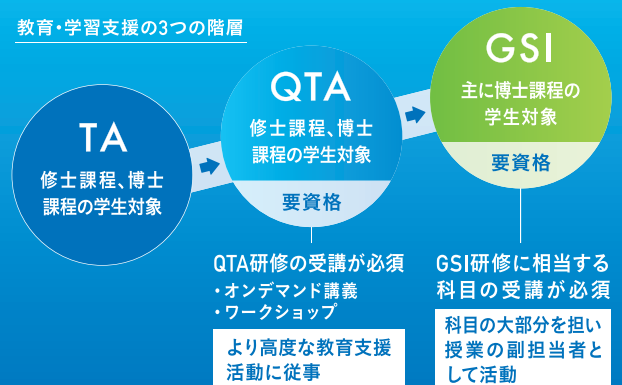 教育・学習支援の3つの階層
TA
修士課程、博士
課程の学生対象
QTA
修士課程、博士
課程の学生対象
要資格
QTA研修の受講が必須
・オンデマンド講義
・ワークショップ
より高度な教育支援
活動に従事
GSI
主に博士課程の
学生対象
要資格
GSI研修に相当する
科目の受講が必須
科目の大部分を担い
授業の副担当者と
して活動